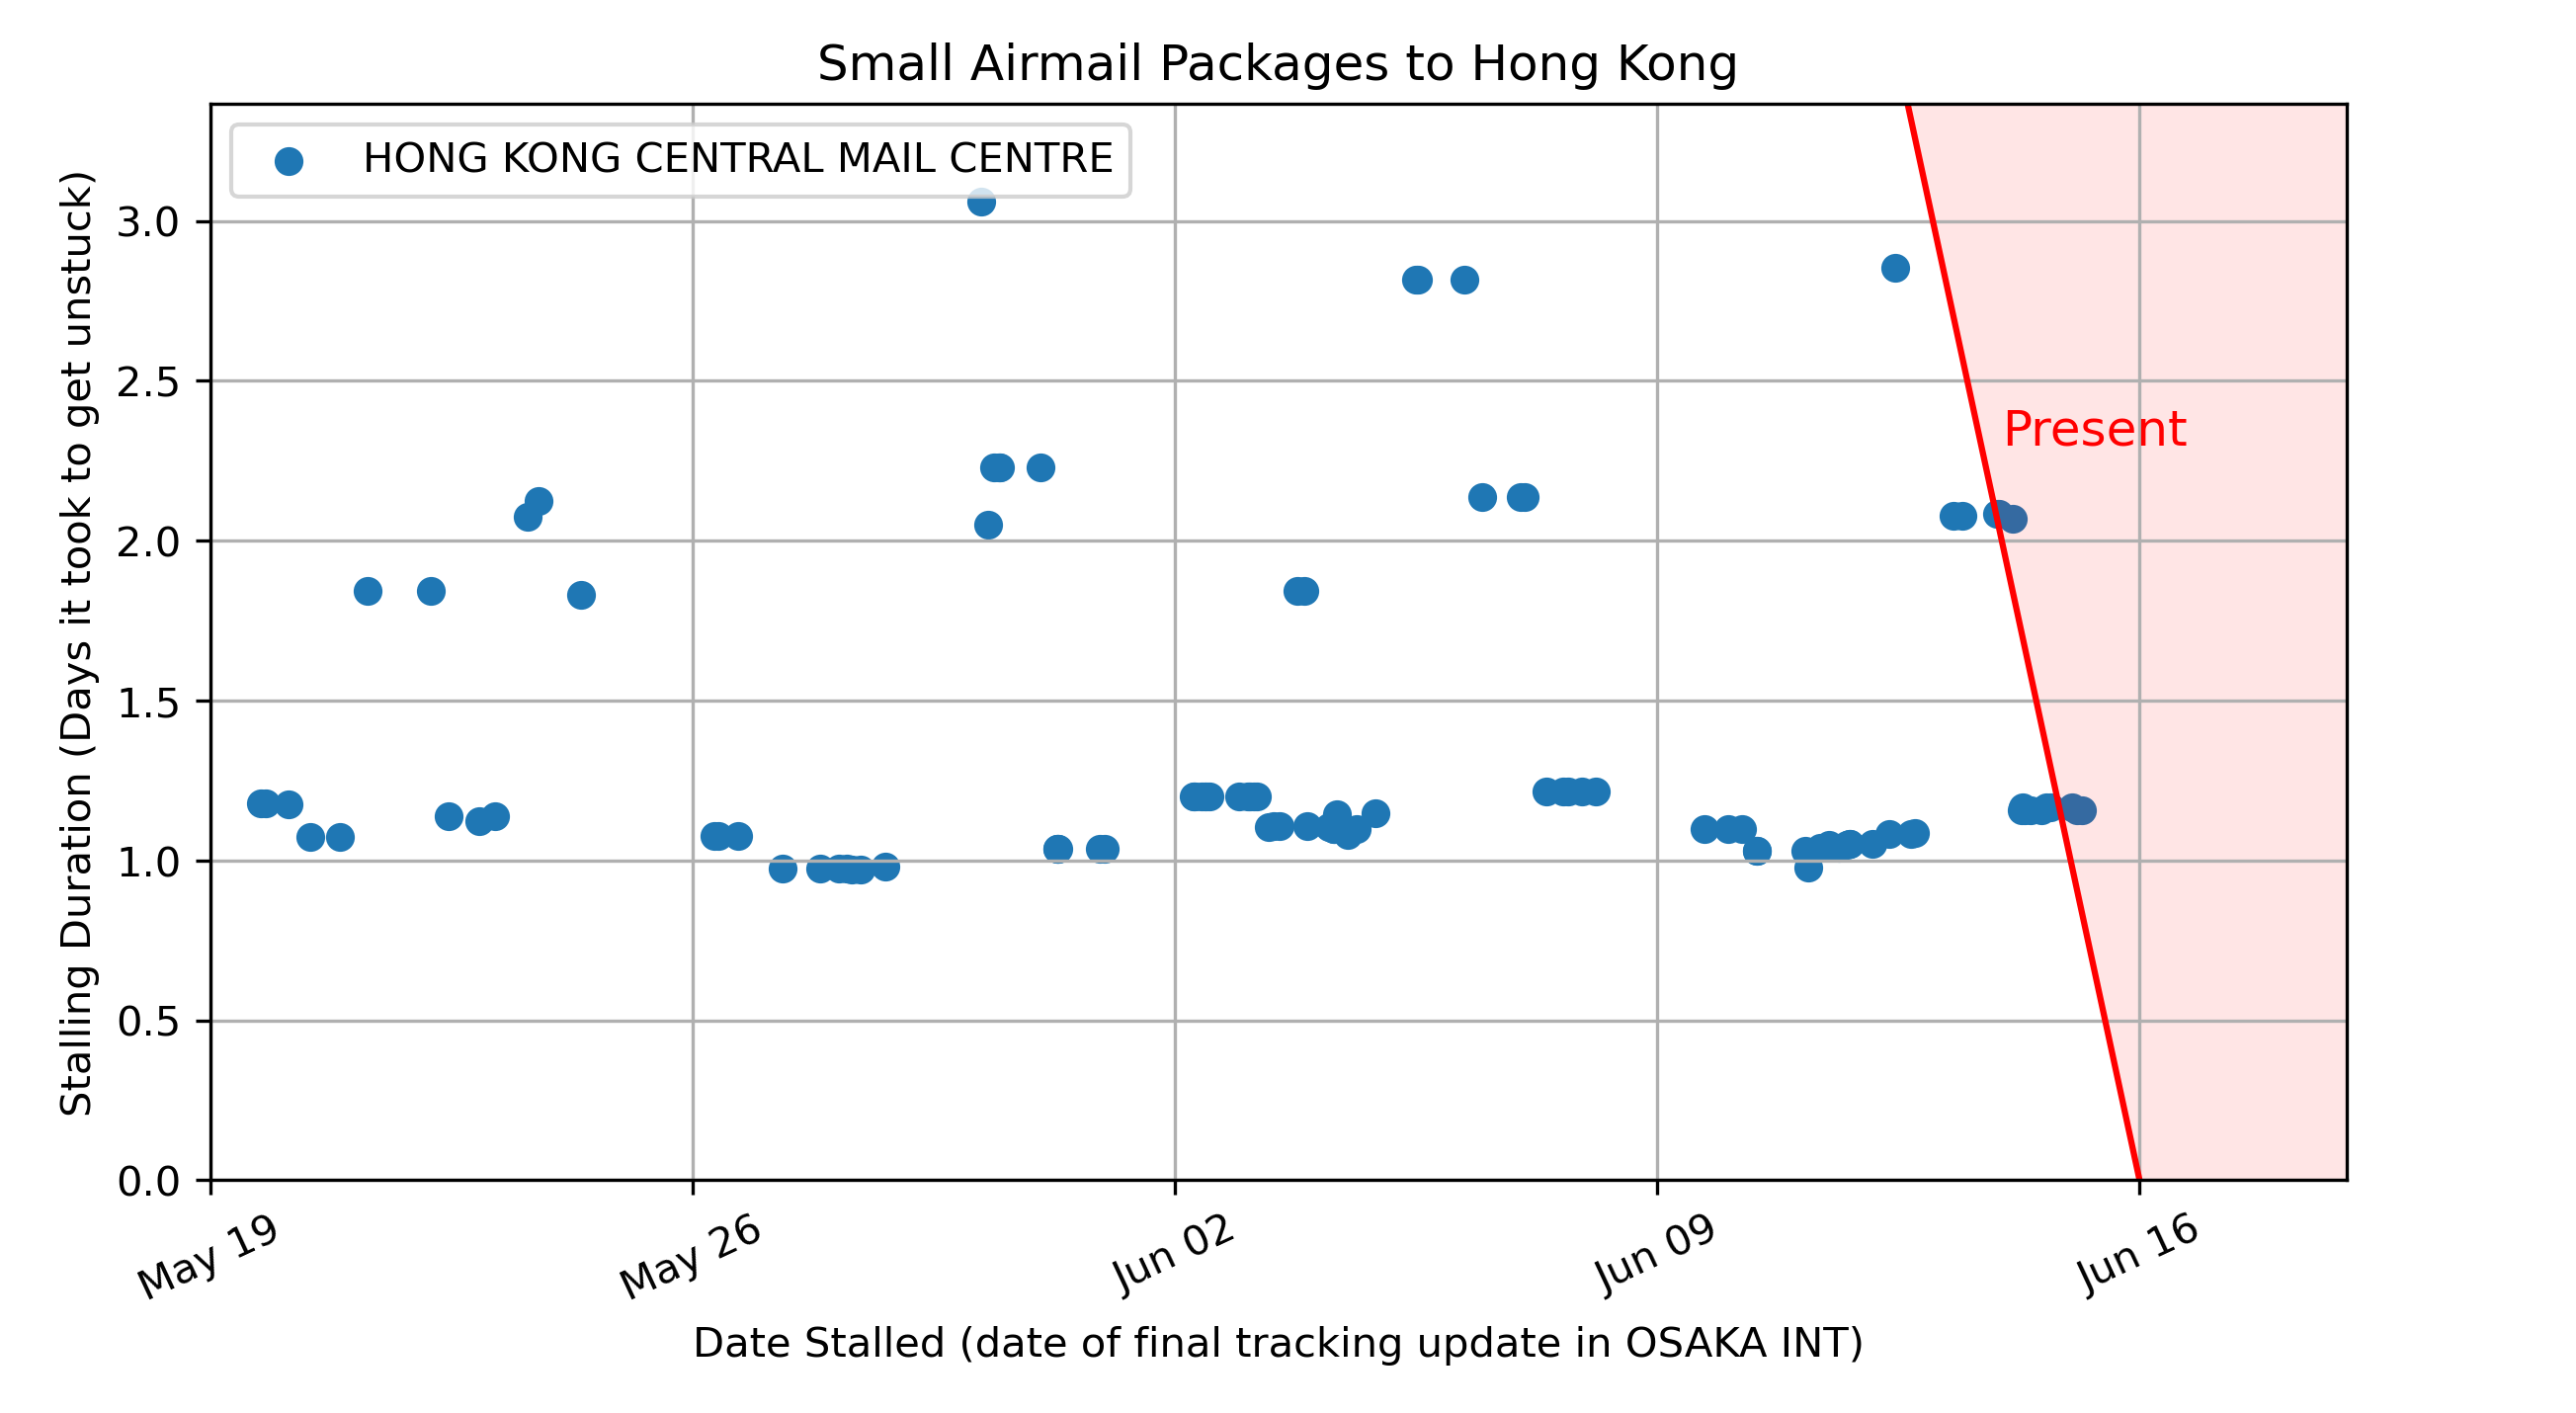 Small Airmail Packages to Hong Kong
HONG KONG CENTRAL MAIL CENTRE
Present
Stalling Duration (Days it took to get unstuck)
3.0
2.5
2.0
1.5
1.0
0.5
0.0
May 19
May 26
Jun 02
Jun 09
Jun 16
Date Stalled (date of final tracking update in OSAKA INT)